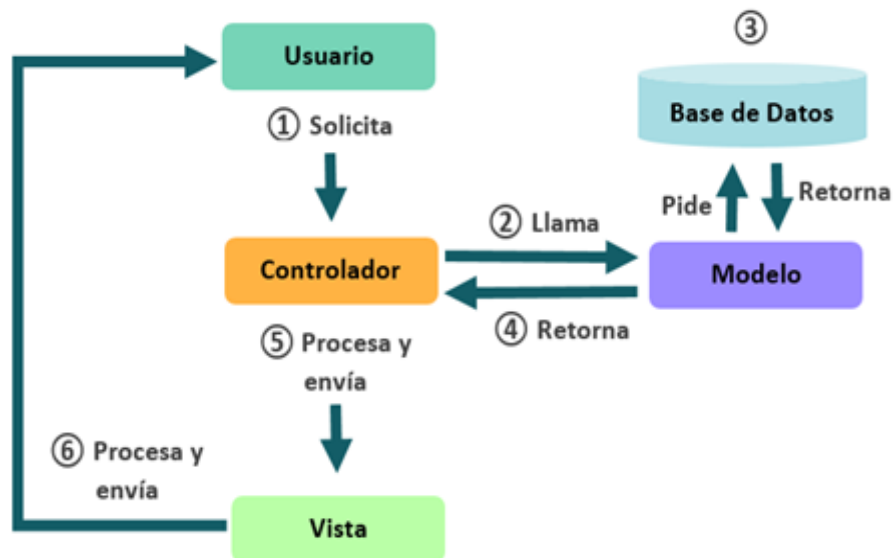 Usuario
③
Base de Datos
① Solicita
Pide
Retorna
② Llama
Controlador
Modelo
④ Retorna
⑤ Procesa y
envía
⑥ Procesa y
envía
Vista